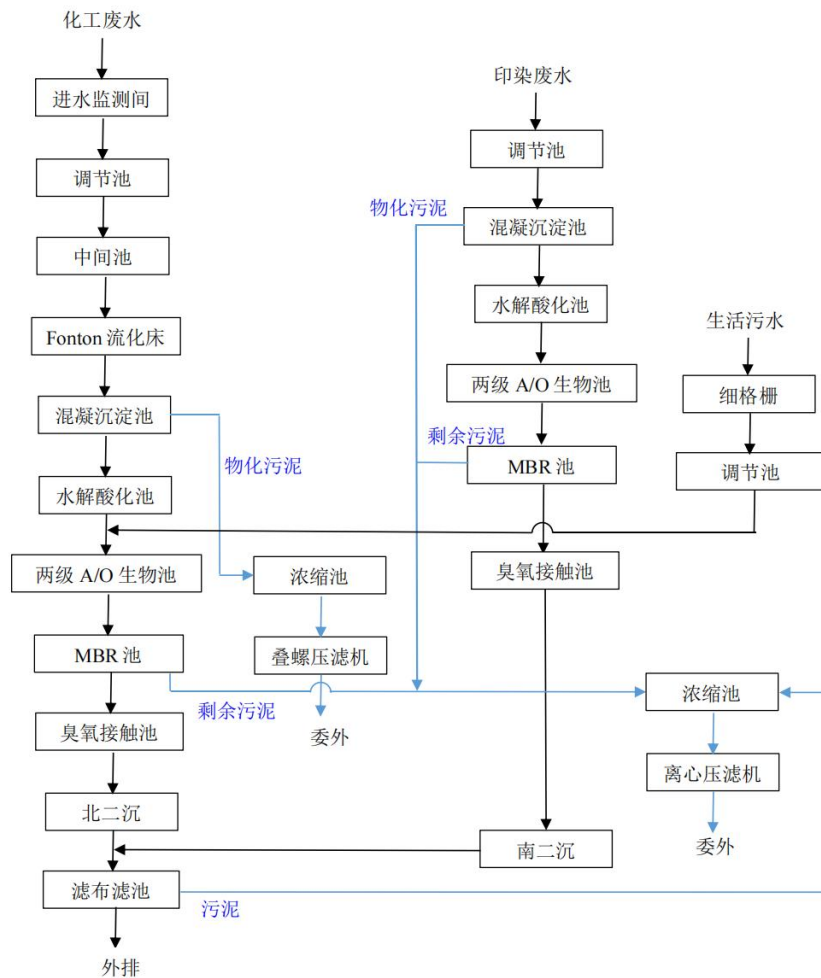 化工废水
进水监测间
调节池
中间池
Fonton 流化床
混凝沉淀池
物化污泥
水解酸化池
两级 A/O 生物池
MBR 池
剩余污泥
臭氧接触池
北二沉
滤布滤池
污泥
外排
浓缩池
叠螺压滤机
委外
印染废水
调节池
物化污泥
混凝沉淀池
水解酸化池
两级 A/O 生物池
剩余污泥
MBR 池
臭氧接触池
南二沉
生活污水
细格栅
调节池
浓缩池
离心压滤机
委外